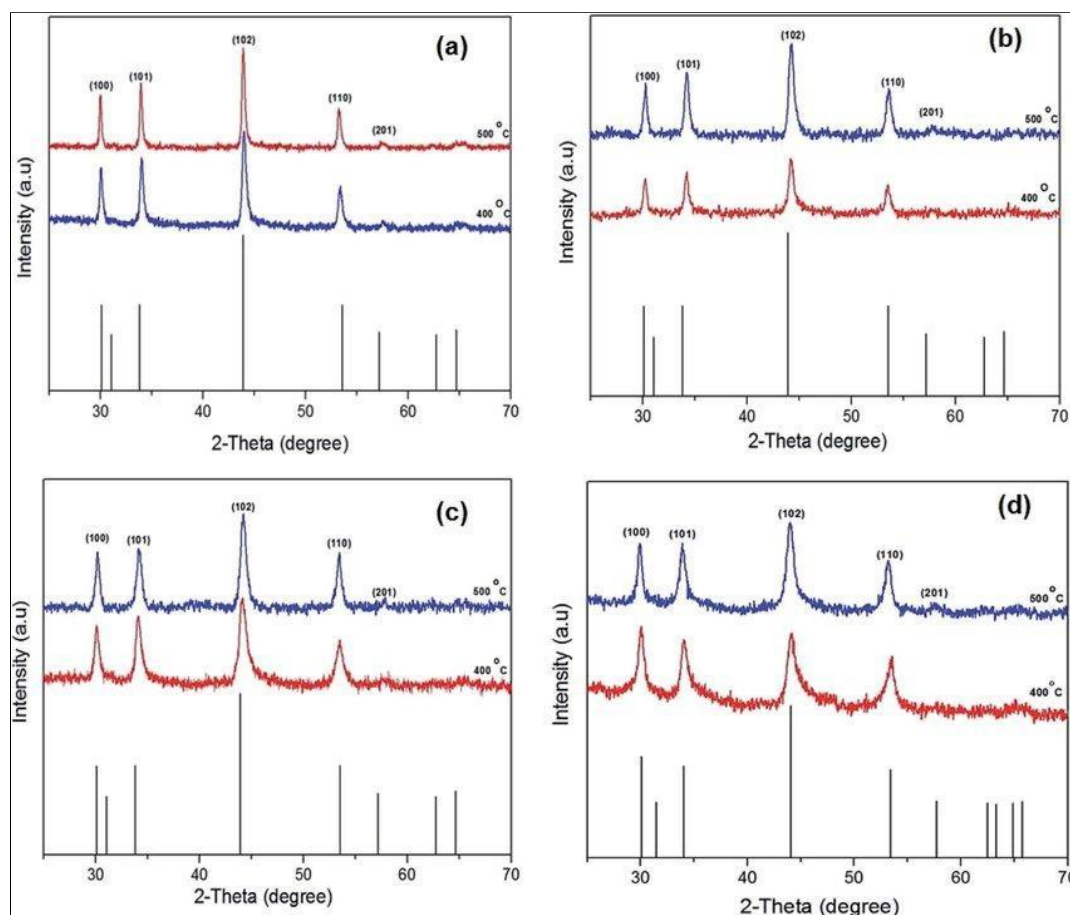 (a)
(102)
(101)
(100)
(110)
(201)
500 °C
400 °C
Intensity (a.u)
30 40 50 60 70
2-Theta (degree)
(b)
(102)
(101)
(100)
(110)
(201)
500 °C
400 °C
Intensity (a.u)
30 40 50 60 70
2-Theta (degree)
(c)
(102)
(100)
(101)
(110)
(201)
500 °C
400 °C
Intensity (a.u)
30 40 50 60 70
2-Theta (degree)
(d)
(102)
(100)
(101)
(110)
(201)
500 °C
400 °C
Intensity (a.u)
30 40 50 60 70
2-Theta (degree)